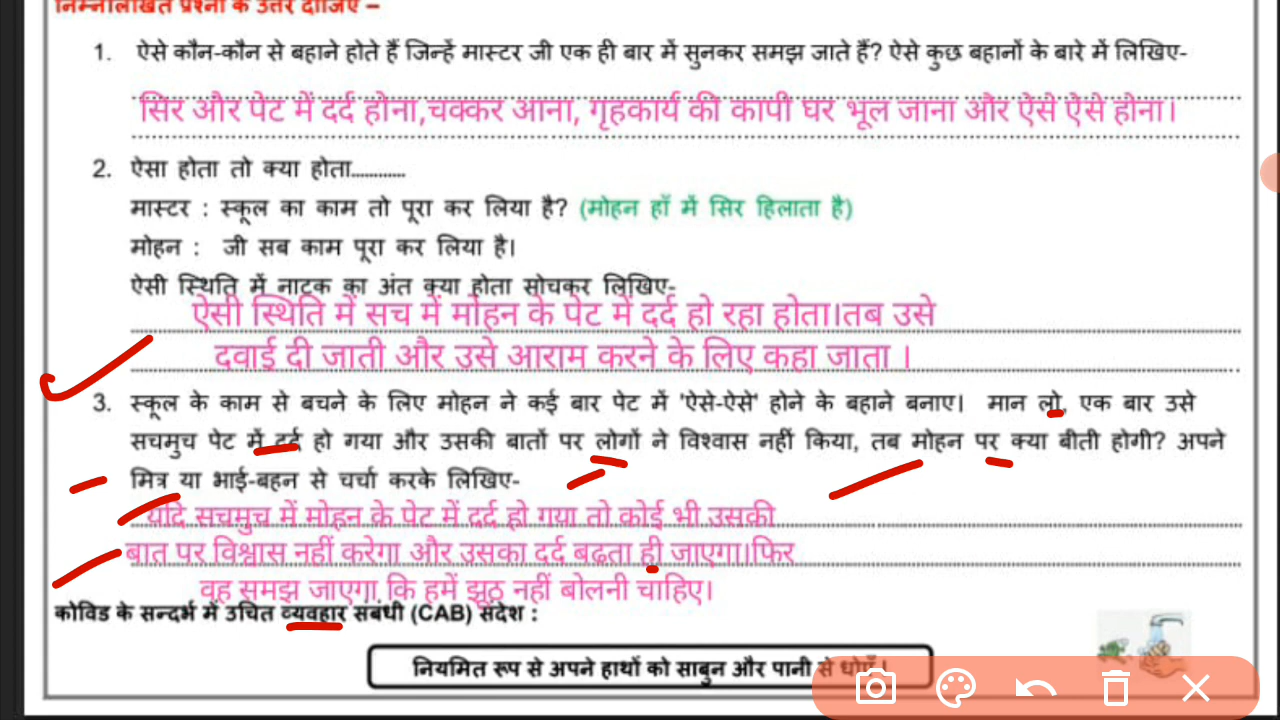 निम्नलिखित प्रश्नों के उत्तर दीजिए –
1. ऐसे कौन-कौन से बहाने होते हैं जिन्हें मास्टर जी एक ही बार में सुनकर समझ जाते हैं? ऐसे कुछ बहानों के बारे में लिखिए-
सिर और पेट में दर्द होना,चक्कर आना, गृहकार्य की कापी घर भूल जाना और ऐसे ऐसे होना।
2. ऐसा होता तो क्या होता............
मास्टर : स्कूल का काम तो पूरा कर लिया है? (मोहन हाँ में सिर हिलाता है)
मोहन : जी सब काम पूरा कर लिया है।
ऐसी स्थिति में नाटक का अंत क्या होता सोचकर लिखिए-
ऐसी स्थिति में सच में मोहन के पेट में दर्द हो रहा होता।तब उसे
दवाई दी जाती और उसे आराम करने के लिए कहा जाता ।
3. स्कूल के काम से बचने के लिए मोहन ने कई बार पेट में 'ऐसे-ऐसे' होने के बहाने बनाए। मान लो, एक बार उसे
सचमुच पेट में दर्द हो गया और उसकी बातों पर लोगों ने विश्वास नहीं किया, तब मोहन पर क्या बीती होगी? अपने
मित्र या भाई-बहन से चर्चा करके लिखिए-
यदि सचमुच में मोहन के पेट में दर्द हो गया तो कोई भी उसकी
बात पर विश्वास नहीं करेगा और उसका दर्द बढता ही जाएगा।फिर
वह समझ जाएगा कि हमें झूठ नहीं बोलनी चाहिए।
कोविड के सन्दर्भ में उचित व्यवहार संबंधी (CAB) संदेश :
नियमित रूप से अपने हाथों को साबुन और पानी से धोएँ।